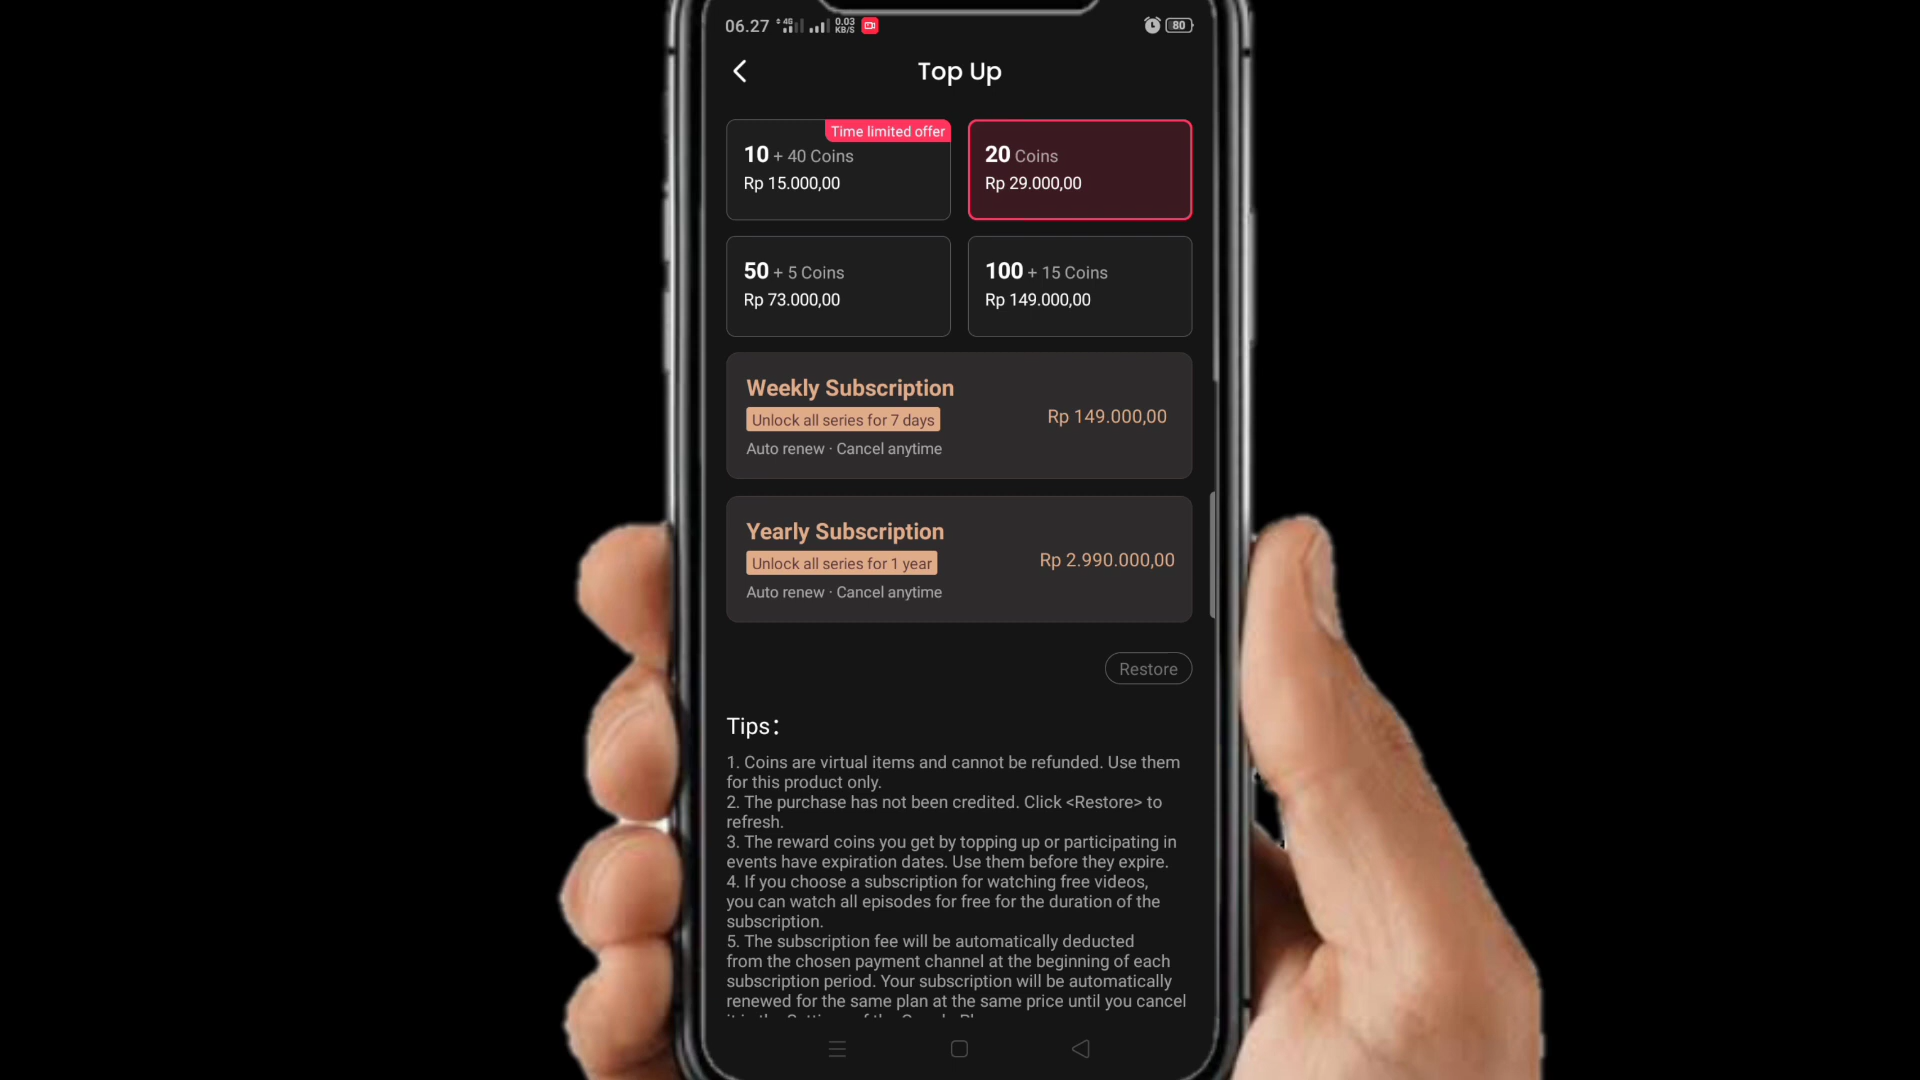 06.27 4G 0.03 KB/S 80
Top Up
Time limited offer
10 + 40 Coins
Rp 15.000,00
20 Coins
Rp 29.000,00
50 + 5 Coins
Rp 73.000,00
100 + 15 Coins
Rp 149.000,00
Weekly Subscription
Unlock all series for 7 days
Rp 149.000,00
Auto renew · Cancel anytime
Yearly Subscription
Unlock all series for 1 year
Rp 2.990.000,00
Auto renew · Cancel anytime
Restore
Tips:
1. Coins are virtual items and cannot be refunded. Use them
for this product only.
2. The purchase has not been credited. Click <Restore> to
refresh.
3. The reward coins you get by topping up or participating in
events have expiration dates. Use them before they expire.
4. If you choose a subscription for watching free videos,
you can watch all episodes for free for the duration of the
subscription.
5. The subscription fee will be automatically deducted
from the chosen payment channel at the beginning of each
subscription period. Your subscription will be automatically
renewed for the same plan at the same price until you cancel